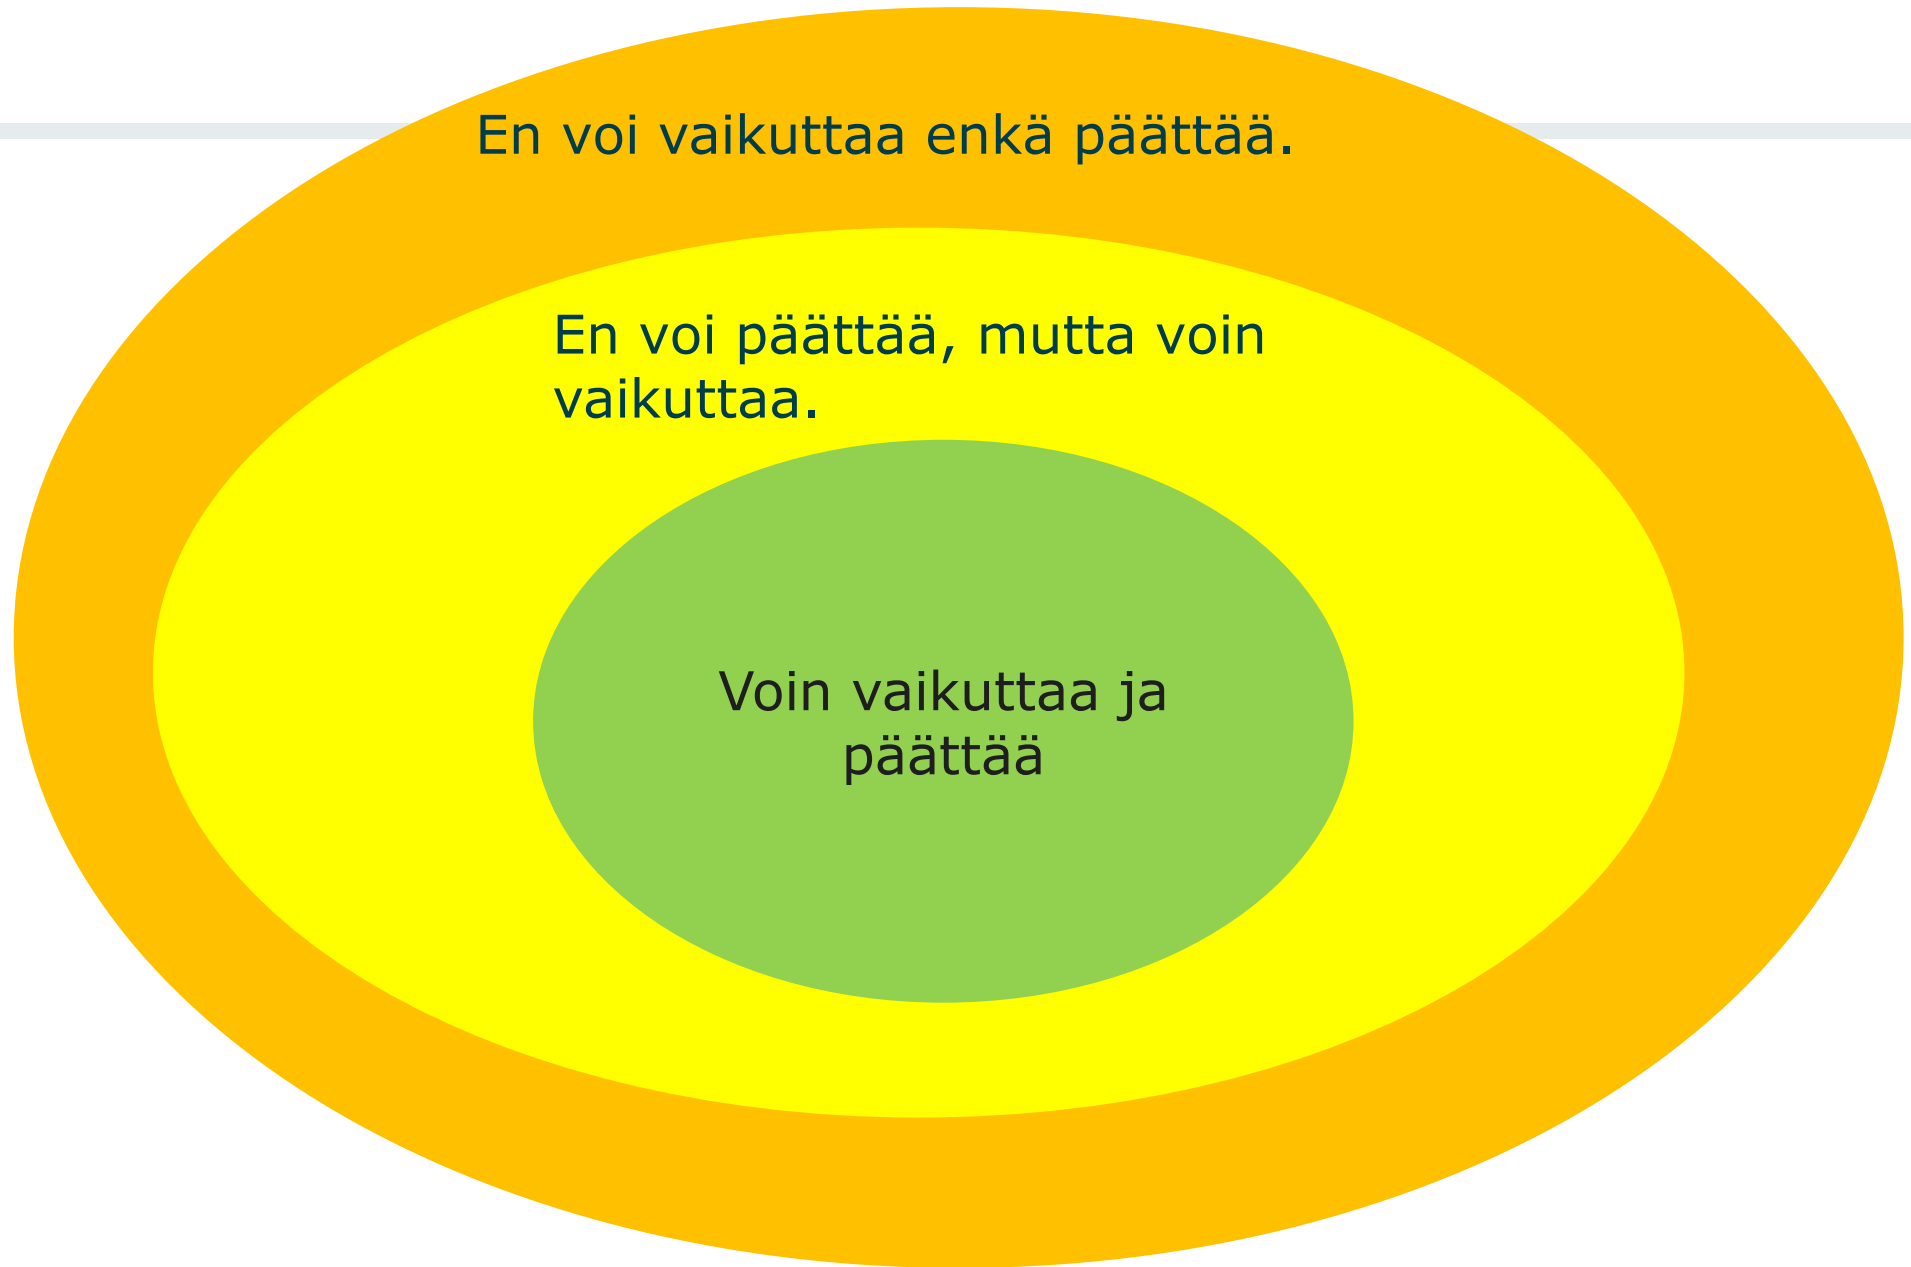 En voi vaikuttaa enkä päättää.
En voi päättää, mutta voin
vaikuttaa.
Voin vaikuttaa ja
päättää